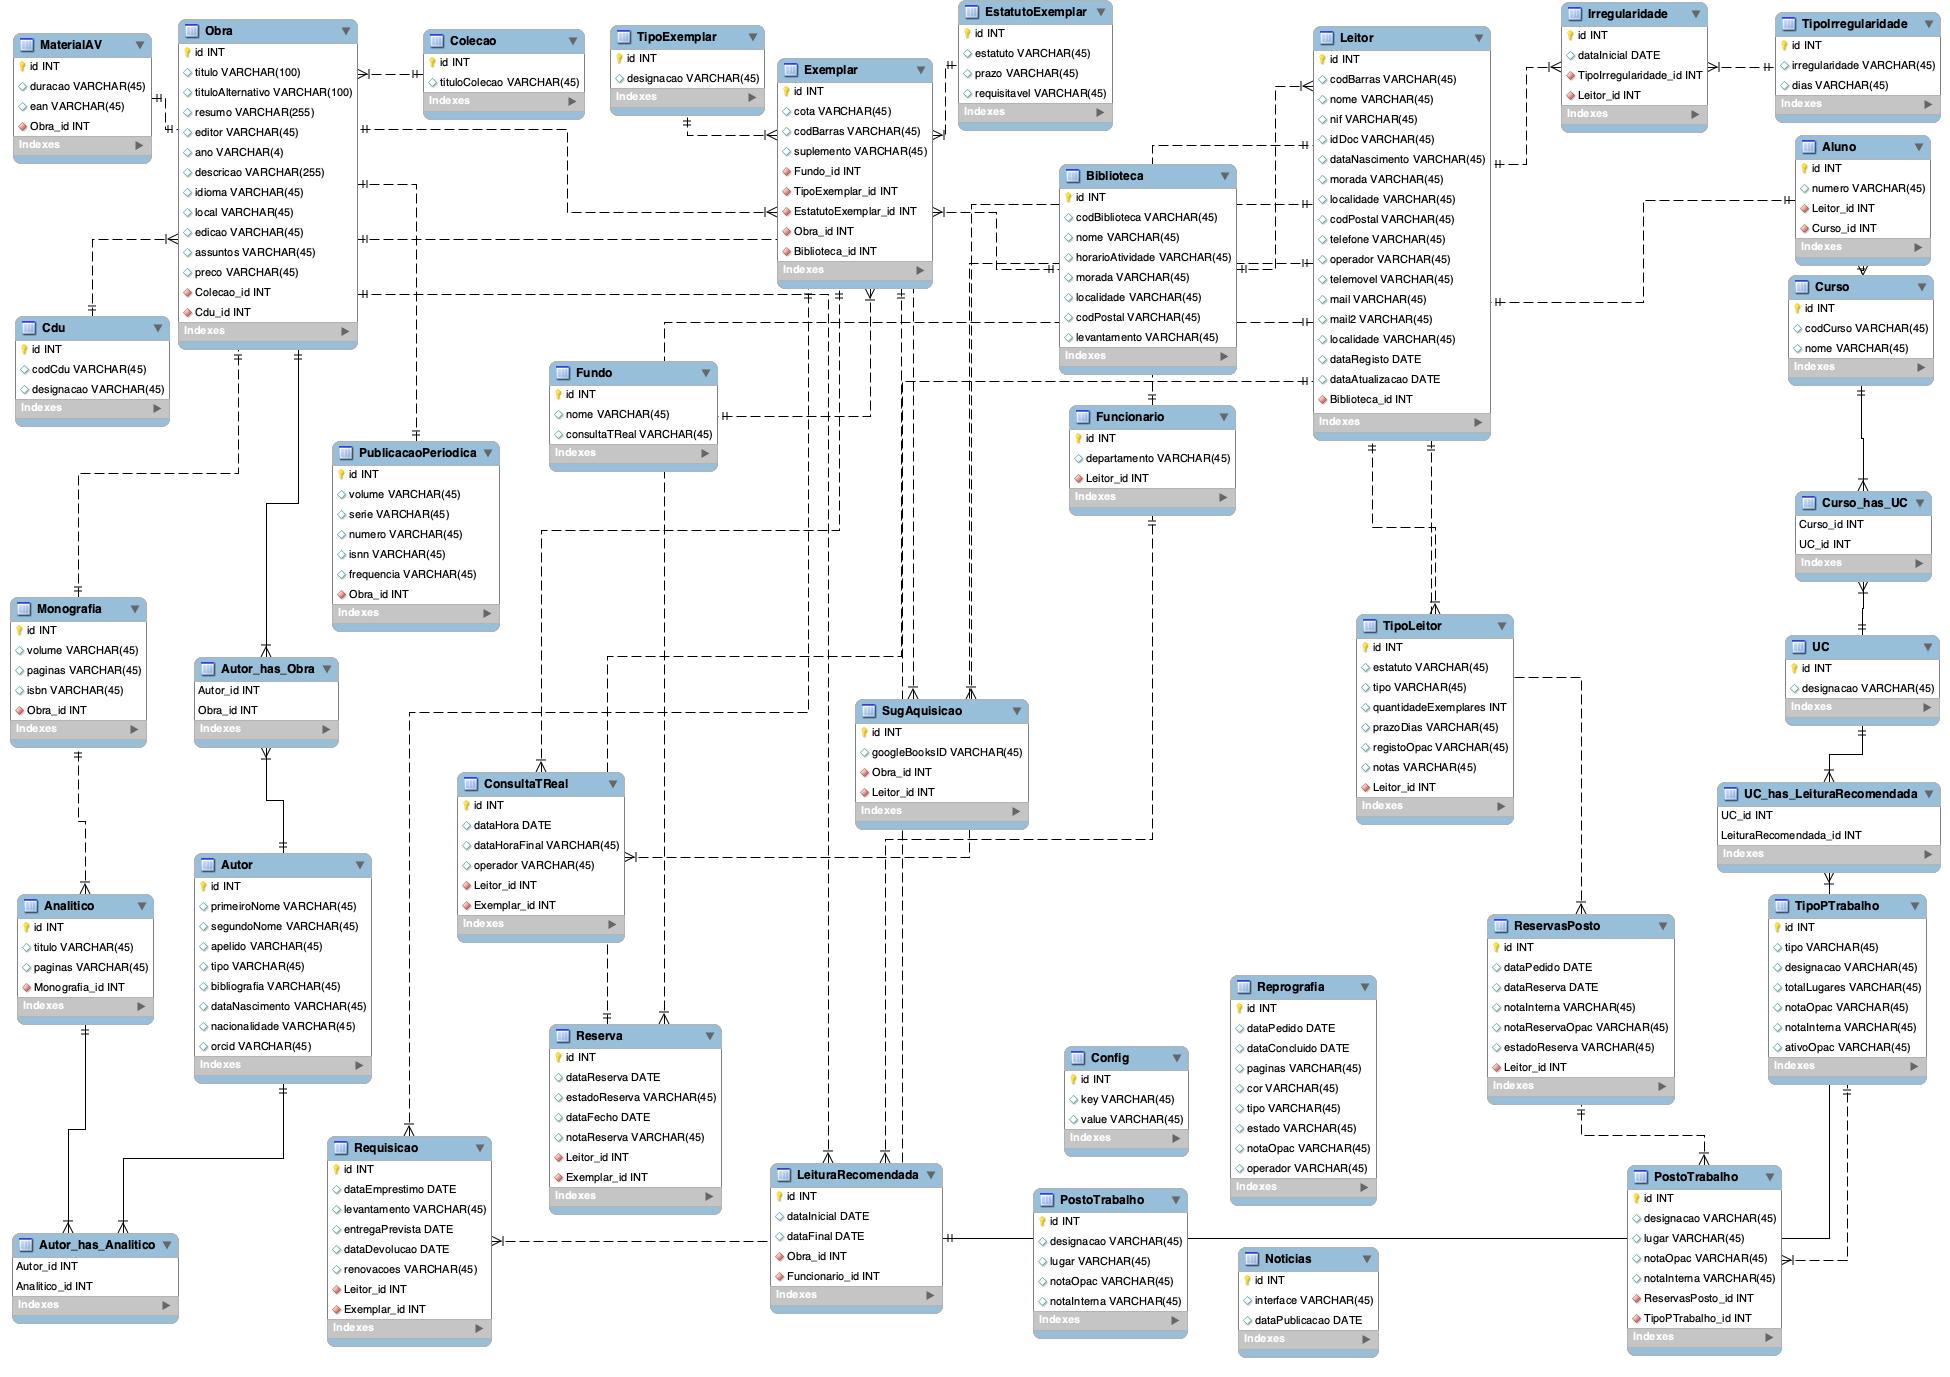 MaterialAV
id INT
duracao VARCHAR(45)
ean VARCHAR(45)
Obra_id INT
Indexes
Obra
id INT
titulo VARCHAR(100)
tituloAlternativo VARCHAR(100)
resumo VARCHAR(255)
editor VARCHAR(45)
ano VARCHAR(4)
descricao VARCHAR(255)
idioma VARCHAR(45)
local VARCHAR(45)
edicao VARCHAR(45)
assuntos VARCHAR(45)
preco VARCHAR(45)
Colecao_id INT
Cdu_id INT
Indexes
Colecao
id INT
tituloColecao VARCHAR(45)
Indexes
TipoExemplar
id INT
designacao VARCHAR(45)
Indexes
Exemplar
id INT
cota VARCHAR(45)
codBarras VARCHAR(45)
suplemento VARCHAR(45)
Fundo_id INT
TipoExemplar_id INT
EstatutoExemplar_id INT
Obra_id INT
Biblioteca_id INT
Indexes
EstatutoExemplar
id INT
estatuto VARCHAR(45)
prazo VARCHAR(45)
requisitavel VARCHAR(45)
Indexes
Biblioteca
id INT
codBiblioteca VARCHAR(45)
nome VARCHAR(45)
horarioAtividade VARCHAR(45)
morada VARCHAR(45)
localidade VARCHAR(45)
codPostal VARCHAR(45)
levantamento VARCHAR(45)
Indexes
Leitor
id INT
codBarras VARCHAR(45)
nome VARCHAR(45)
nif VARCHAR(45)
idDoc VARCHAR(45)
dataNascimento VARCHAR(45)
morada VARCHAR(45)
localidade VARCHAR(45)
codPostal VARCHAR(45)
telefone VARCHAR(45)
operador VARCHAR(45)
telemovel VARCHAR(45)
mail VARCHAR(45)
mail2 VARCHAR(45)
localidade VARCHAR(45)
dataRegisto DATE
dataAtualizacao DATE
Biblioteca_id INT
Indexes
Irregularidade
id INT
dataInicial DATE
TipoIrregularidade_id INT
Leitor_id INT
Indexes
TipoIrregularidade
id INT
irregularidade VARCHAR(45)
dias VARCHAR(45)
Indexes
Aluno
id INT
numero VARCHAR(45)
Leitor_id INT
Curso_id INT
Indexes
Curso
id INT
codCurso VARCHAR(45)
nome VARCHAR(45)
Indexes
Cdu
id INT
codCdu VARCHAR(45)
designacao VARCHAR(45)
Indexes
Fundo
id INT
nome VARCHAR(45)
consultaTReal VARCHAR(45)
Indexes
Funcionario
id INT
departamento VARCHAR(45)
Leitor_id INT
Indexes
PublicacaoPeriodica
id INT
volume VARCHAR(45)
serie VARCHAR(45)
numero VARCHAR(45)
isnn VARCHAR(45)
frequencia VARCHAR(45)
Obra_id INT
Indexes
Curso_has_UC
Curso_id INT
UC_id INT
Indexes
Monografia
id INT
volume VARCHAR(45)
paginas VARCHAR(45)
isbn VARCHAR(45)
Obra_id INT
Indexes
Autor_has_Obra
Autor_id INT
Obra_id INT
Indexes
TipoLeitor
id INT
estatuto VARCHAR(45)
tipo VARCHAR(45)
quantidadeExemplares INT
prazoDias VARCHAR(45)
registoOpac VARCHAR(45)
notas VARCHAR(45)
Leitor_id INT
Indexes
UC
id INT
designacao VARCHAR(45)
Indexes
SugAquisicao
id INT
googleBooksID VARCHAR(45)
Obra_id INT
Leitor_id INT
Indexes
ConsultaTReal
id INT
dataHora DATE
dataHoraFinal VARCHAR(45)
operador VARCHAR(45)
Leitor_id INT
Exemplar_id INT
Indexes
UC_has_LeituraRecomendada
UC_id INT
LeituraRecomendada_id INT
Indexes
Autor
id INT
primeiroNome VARCHAR(45)
segundoNome VARCHAR(45)
apelido VARCHAR(45)
tipo VARCHAR(45)
bibliografia VARCHAR(45)
dataNascimento VARCHAR(45)
nacionalidade VARCHAR(45)
orcid VARCHAR(45)
Indexes
Analitico
id INT
titulo VARCHAR(45)
paginas VARCHAR(45)
Monografia_id INT
Indexes
TipoPTrabalho
id INT
tipo VARCHAR(45)
designacao VARCHAR(45)
totalLugares VARCHAR(45)
notaOpac VARCHAR(45)
notaInterna VARCHAR(45)
ativoOpac VARCHAR(45)
Indexes
ReservasPosto
id INT
dataPedido DATE
dataReserva DATE
notaInterna VARCHAR(45)
notaReservaOpac VARCHAR(45)
estadoReserva VARCHAR(45)
Leitor_id INT
Indexes
Reprografia
id INT
dataPedido DATE
dataConcluido DATE
paginas VARCHAR(45)
cor VARCHAR(45)
tipo VARCHAR(45)
estado VARCHAR(45)
notaOpac VARCHAR(45)
operador VARCHAR(45)
Indexes
Reserva
id INT
dataReserva DATE
estadoReserva VARCHAR(45)
dataFecho DATE
notaReserva VARCHAR(45)
Leitor_id INT
Exemplar_id INT
Indexes
Config
id INT
key VARCHAR(45)
value VARCHAR(45)
Indexes
Requisicao
id INT
dataEmprestimo DATE
levantamento VARCHAR(45)
entregaPrevista DATE
dataDevolucao DATE
renovacoes VARCHAR(45)
Leitor_id INT
Exemplar_id INT
Indexes
LeituraRecomendada
id INT
dataInicial DATE
dataFinal DATE
Obra_id INT
Funcionario_id INT
Indexes
PostoTrabalho
id INT
designacao VARCHAR(45)
lugar VARCHAR(45)
notaOpac VARCHAR(45)
notaInterna VARCHAR(45)
Indexes
Noticias
id INT
interface VARCHAR(45)
dataPublicacao DATE
Indexes
PostoTrabalho
id INT
designacao VARCHAR(45)
lugar VARCHAR(45)
notaOpac VARCHAR(45)
notaInterna VARCHAR(45)
ReservasPosto_id INT
TipoPTrabalho_id INT
Indexes
Autor_has_Analitico
Autor_id INT
Analitico_id INT
Indexes